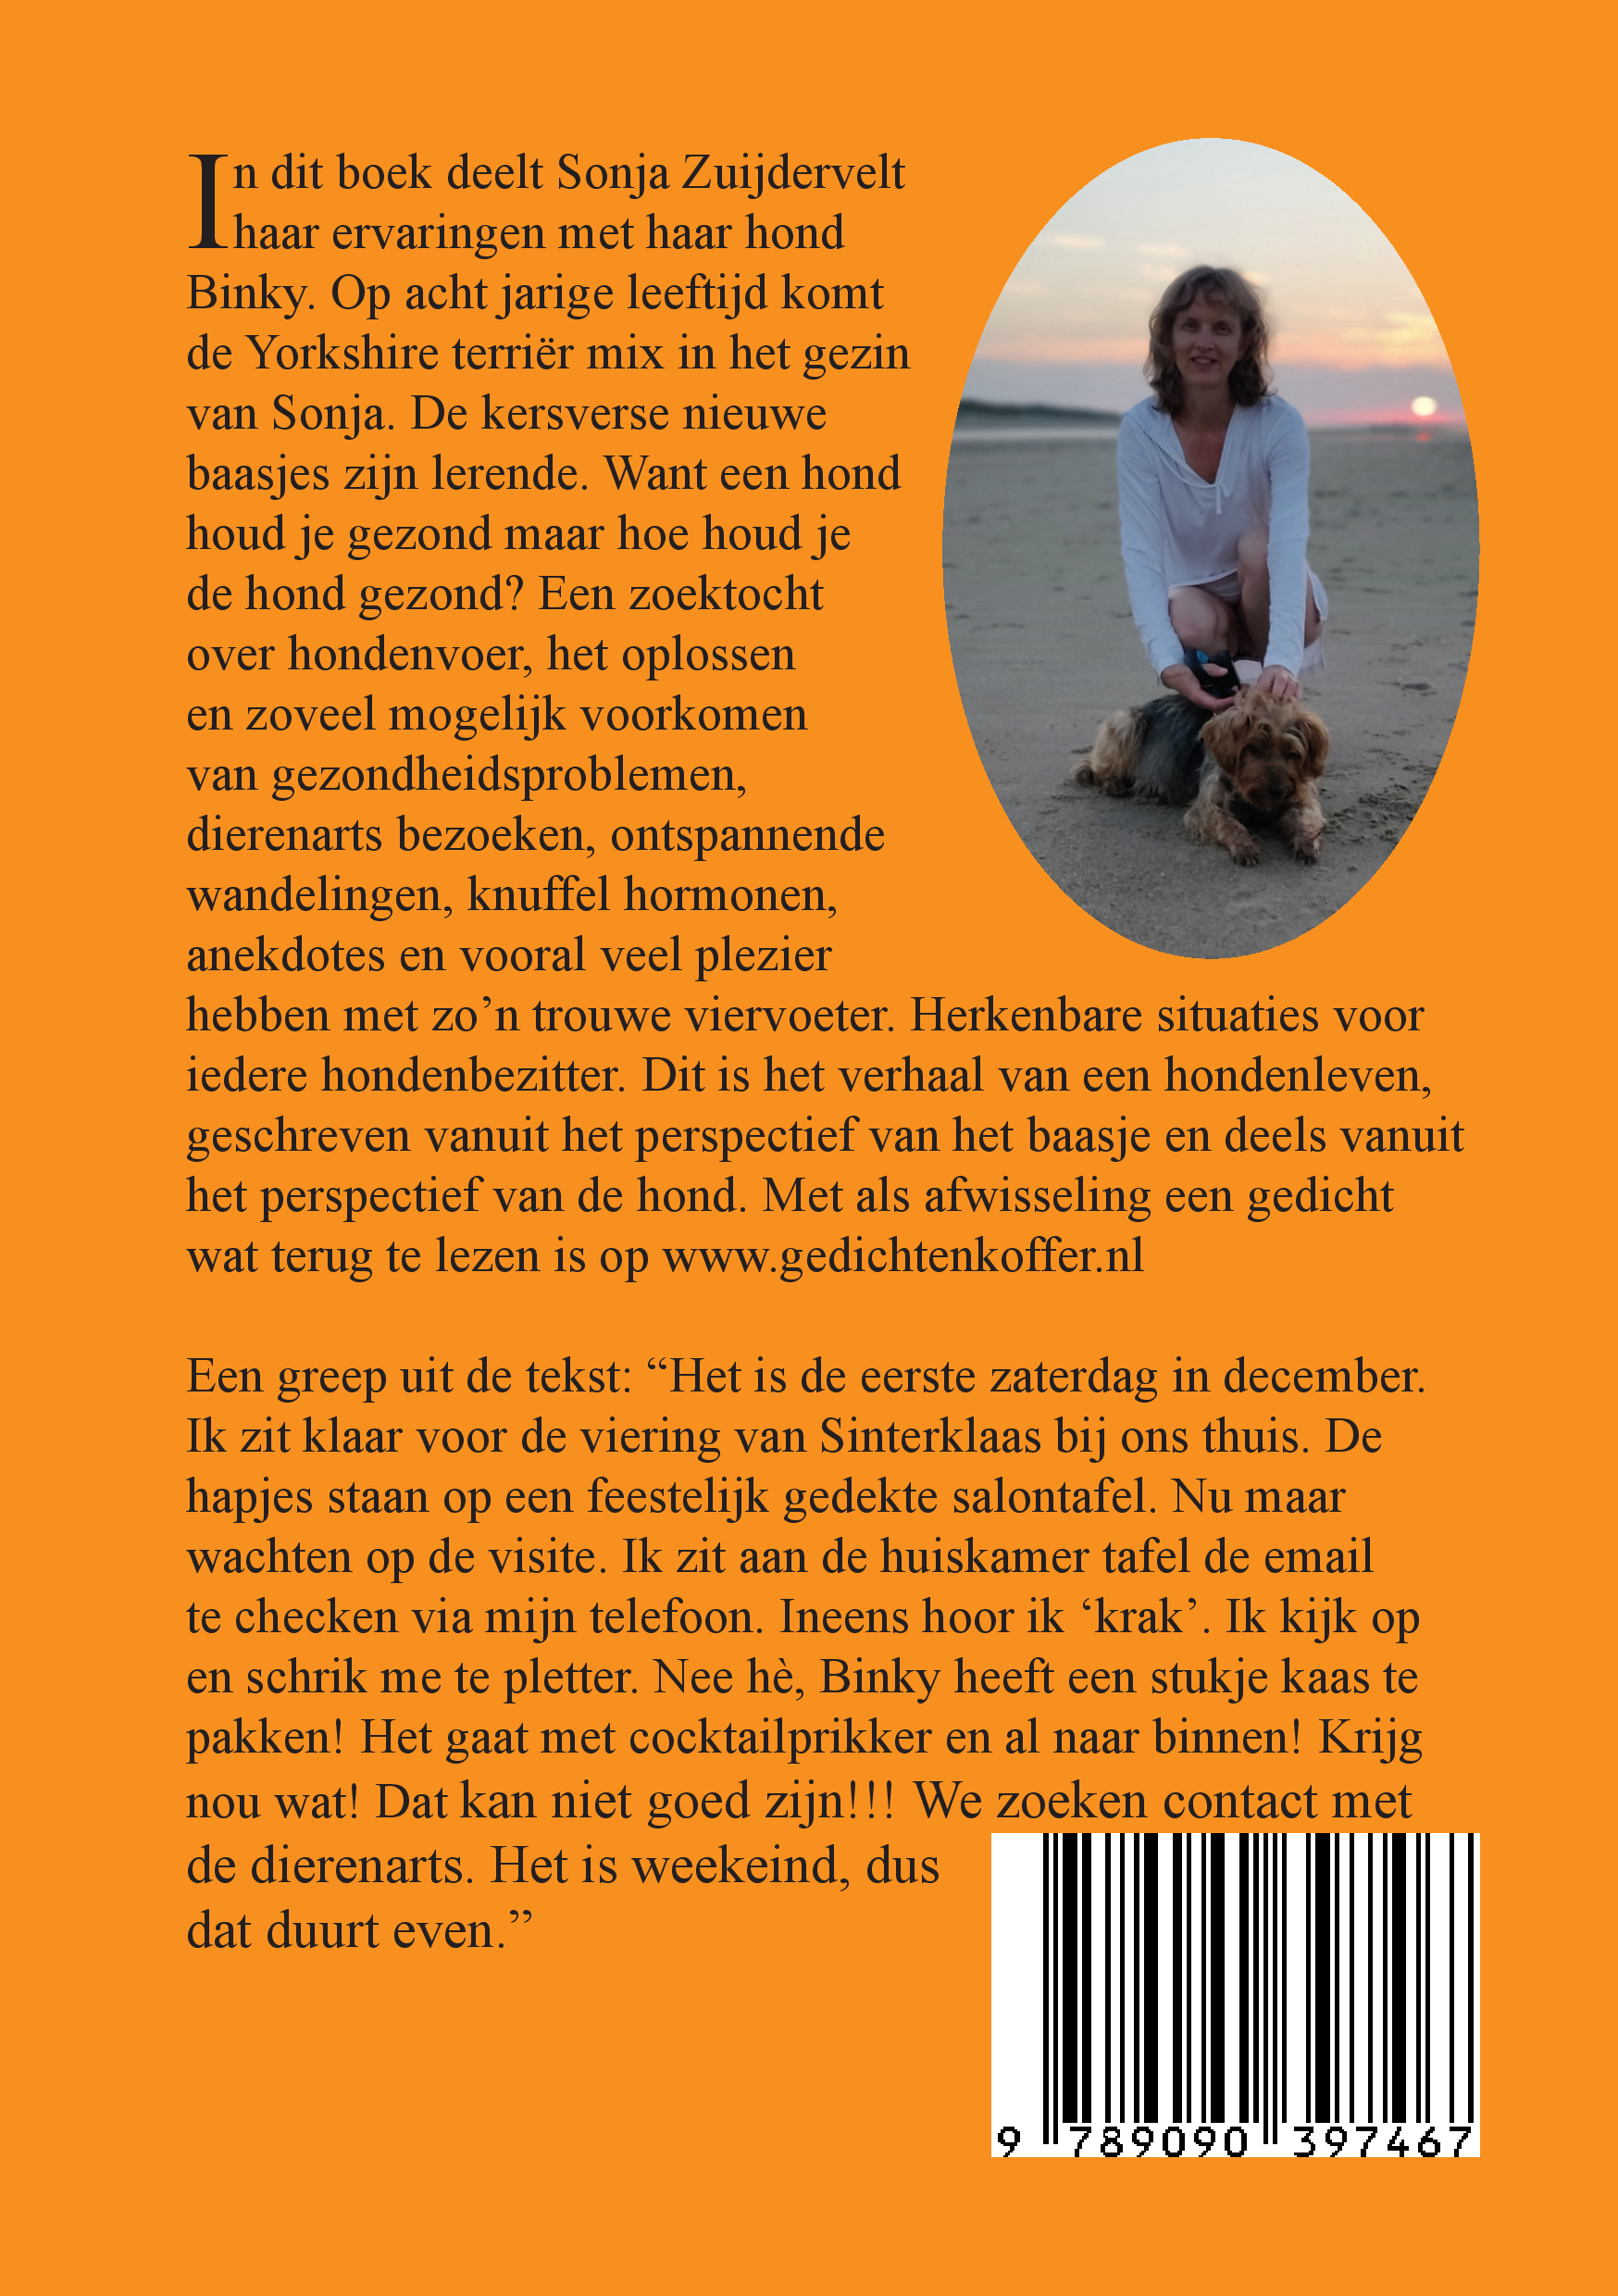 In dit boek deelt Sonja Zuijdervelt
haar ervaringen met haar hond
Binky. Op acht jarige leeftijd komt
de Yorkshire terriër mix in het gezin
van Sonja. De kersverse nieuwe
baasjes zijn lerende. Want een hond
houd je gezond maar hoe houd je
de hond gezond? Een zoektocht
over hondenvoer, het oplossen
en zoveel mogelijk voorkomen
van gezondheidsproblemen,
dierenarts bezoeken, ontspannende
wandelingen, knuffel hormonen,
anekdotes en vooral veel plezier
hebben met zo’n trouwe viervoeter. Herkenbare situaties voor
iedere hondenbezitter. Dit is het verhaal van een hondenleven,
geschreven vanuit het perspectief van het baasje en deels vanuit
het perspectief van de hond. Met als afwisseling een gedicht
wat terug te lezen is op www.gedichtenkoffer.nl
Een greep uit de tekst: “Het is de eerste zaterdag in december.
Ik zit klaar voor de viering van Sinterklaas bij ons thuis. De
hapjes staan op een feestelijk gedekte salontafel. Nu maar
wachten op de visite. Ik zit aan de huiskamer tafel de email
te checken via mijn telefoon. Ineens hoor ik ‘krak’. Ik kijk op
en schrik me te pletter. Nee hè, Binky heeft een stukje kaas te
pakken! Het gaat met cocktailprikker en al naar binnen! Krijg
nou wat! Dat kan niet goed zijn!!! We zoeken contact met
de dierenarts. Het is weekeind, dus
dat duurt even.”
9 789090 397467